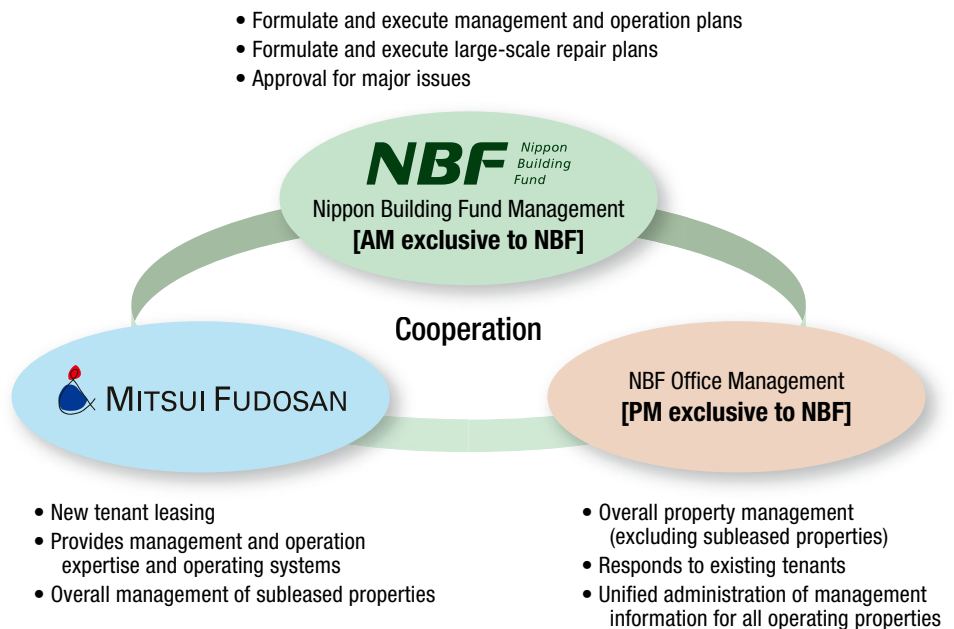 • Formulate and execute management and operation plans
• Formulate and execute large-scale repair plans
• Approval for major issues
NBF Nippon
Building
Fund
Nippon Building Fund Management
[AM exclusive to NBF]
Cooperation
MITSUI FUDOSAN
NBF Office Management
[PM exclusive to NBF]
• New tenant leasing
• Provides management and operation
expertise and operating systems
• Overall management of subleased properties
• Overall property management
(excluding subleased properties)
• Responds to existing tenants
• Unified administration of management
information for all operating properties